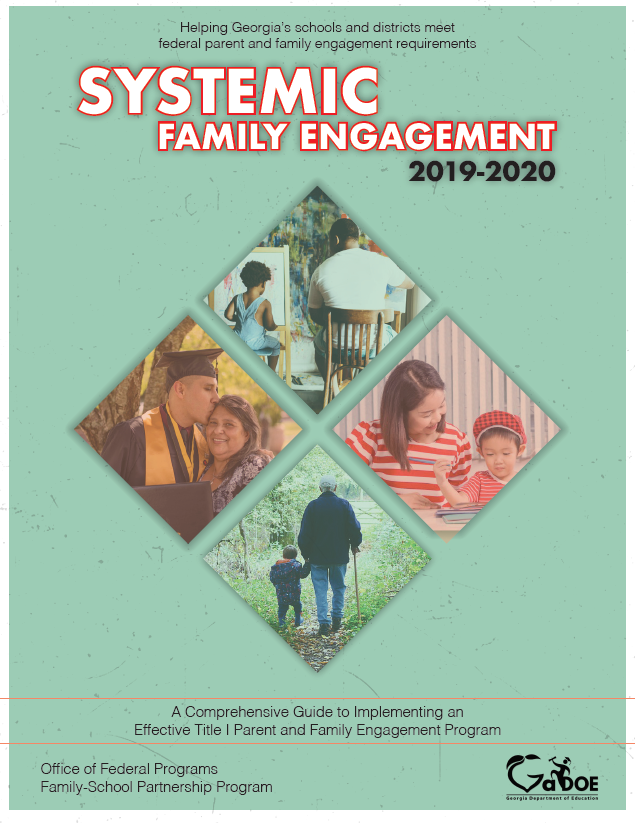 Helping Georgia's schools and districts meet
federal parent and family engagement requirements
SYSTEMIC
FAMILY ENGAGEMENT
2019-2020
A Comprehensive Guide to Implementing an
Effective Title I Parent and Family Engagement Program
Office of Federal Programs
Family-School Partnership Program
GaDOE
Georgia Department of Education